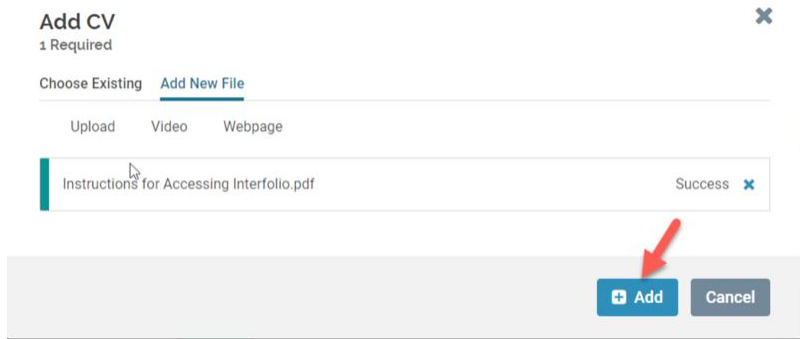 Add CV
1 Required
Choose Existing Add New File
Upload Video Webpage
Instructions for Accessing Interfolio.pdf Success
Add Cancel